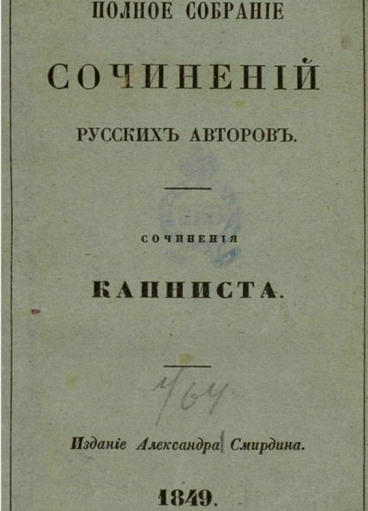 ПОЛНОЕ СОБРАНІЕ
СОЧИНЕНІЙ
РУССКИХЪ АВТОРОВЪ.
СОЧИНЕНІЯ
КАПНИСТА.
Изданіе Александра Смирдина.
1849.